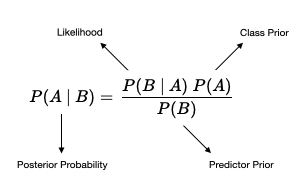 Likelihood
Class Prior
P(A | B) = P(B | A) P(A) / P(B)
Posterior Probability
Predictor Prior